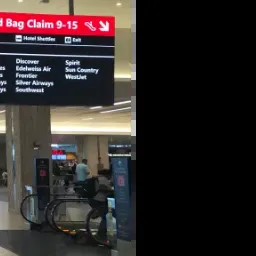 d Bag Claim 9-15
Hotel Shuttles Exit
Discover Spirit
Edelweiss Air Sun Country
Frontier WestJet
Silver Airways
Southwest